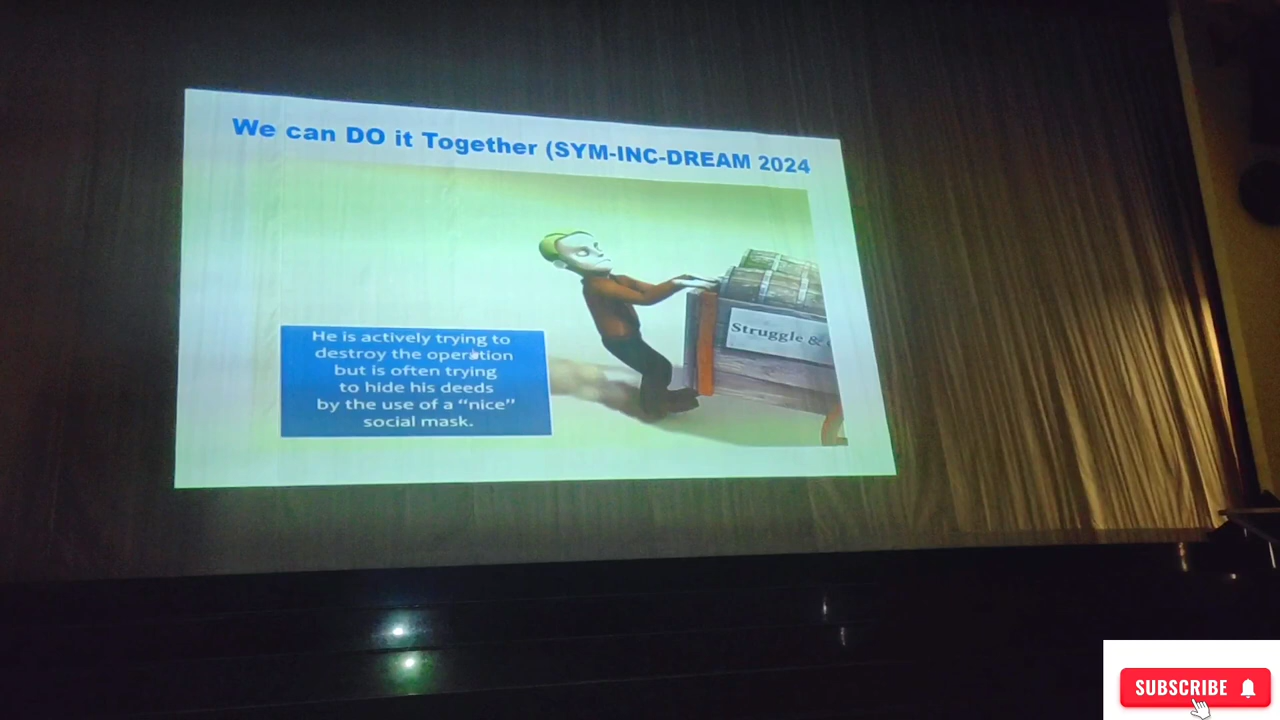 We can DO it Together (SYM-INC-DREAM 2024
Struggle &
He is actively trying to
destroy the operation
but is often trying
to hide his deeds
by the use of a “nice”
social mask.
SUBSCRIBE